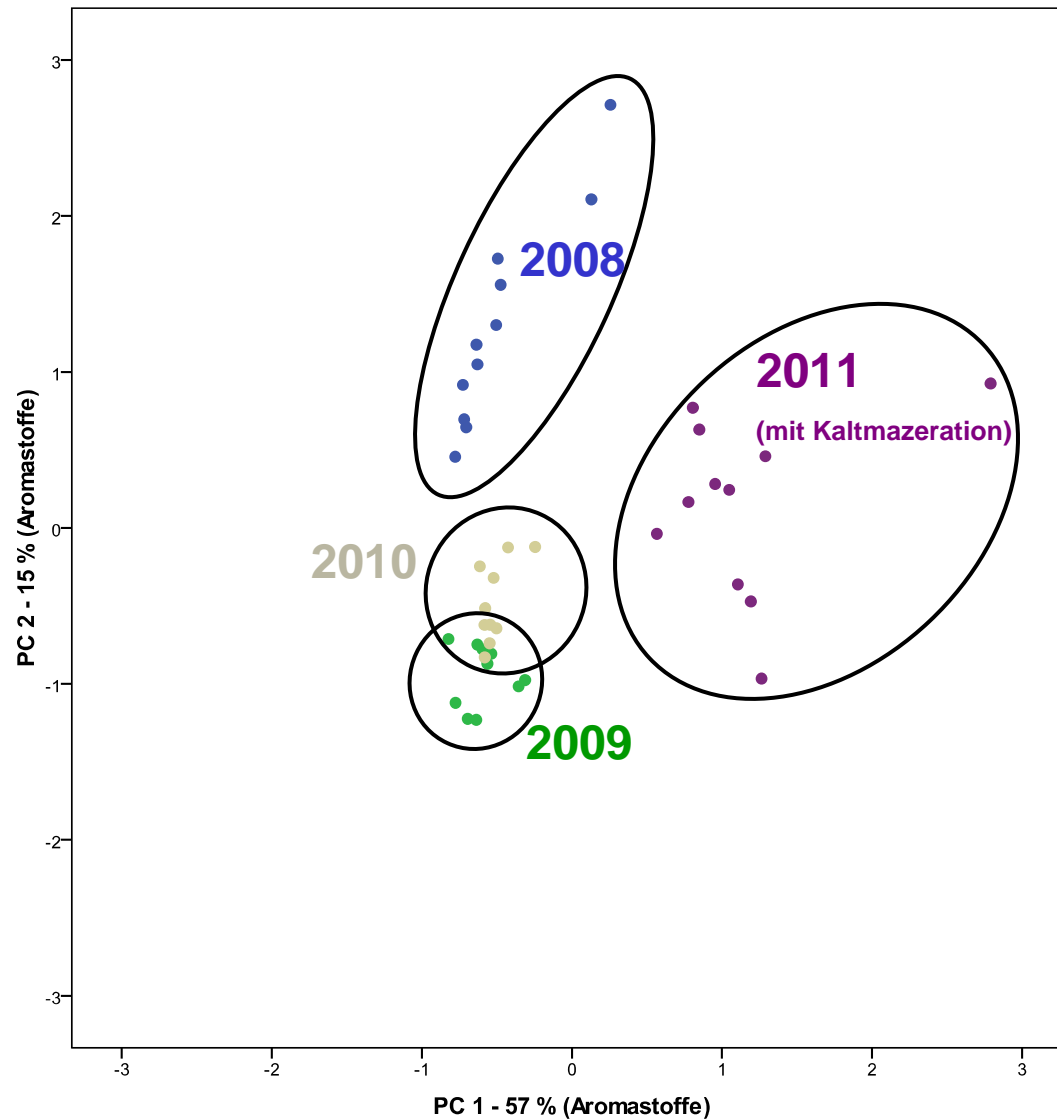 3
2
1
0
-1
-2
-3
PC 2 - 15 % (Aromastoffe)
2008
2011
(mit Kaltmazeration)
2010
2009
-3 -2 -1 0 1 2 3
PC 1 - 57 % (Aromastoffe)